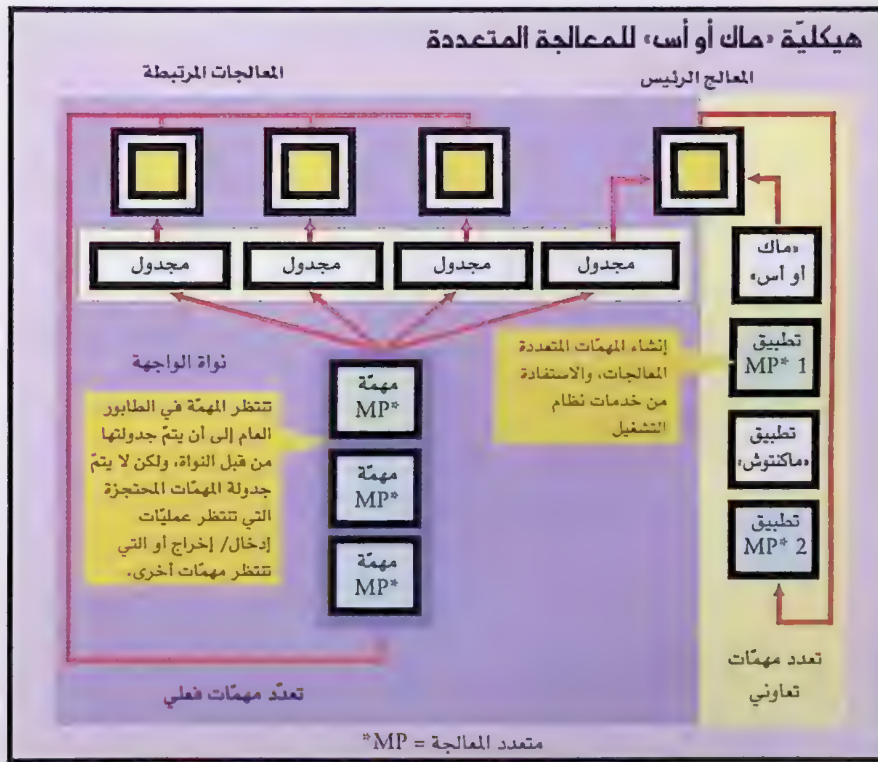 هيكليّة «ماك أو أس» للمعالجة المتعددة
المعالج الرئيس
المعالجات المرتبطة
مجدول
مجدول
مجدول
مجدول
«ماك
أو أس»
تطبيق
MP* 1
تطبيق
«ماكنتوش»
تطبيق
MP* 2
إنشاء المهمّات المتعددة
المعالجات، والاستفادة
من خدمات نظام
التشغيل
مهمّة
MP*
مهمّة
MP*
مهمّة
MP*
نواة الواجهة
تنتظر المهمّة في الطابور
العام إلى أن يتمّ جدولتها
من قبل النواة، ولكن لا يتمّ
جدولة المهمّات المحتجزة
التي تنتظر عمليّات
إدخال/ إخراج أو التي
تنتظر مهمّات أخرى.
تعدد مهمّات
تعاوني
تعدّد مهمّات فعلي
متعدد المعالجة = MP*